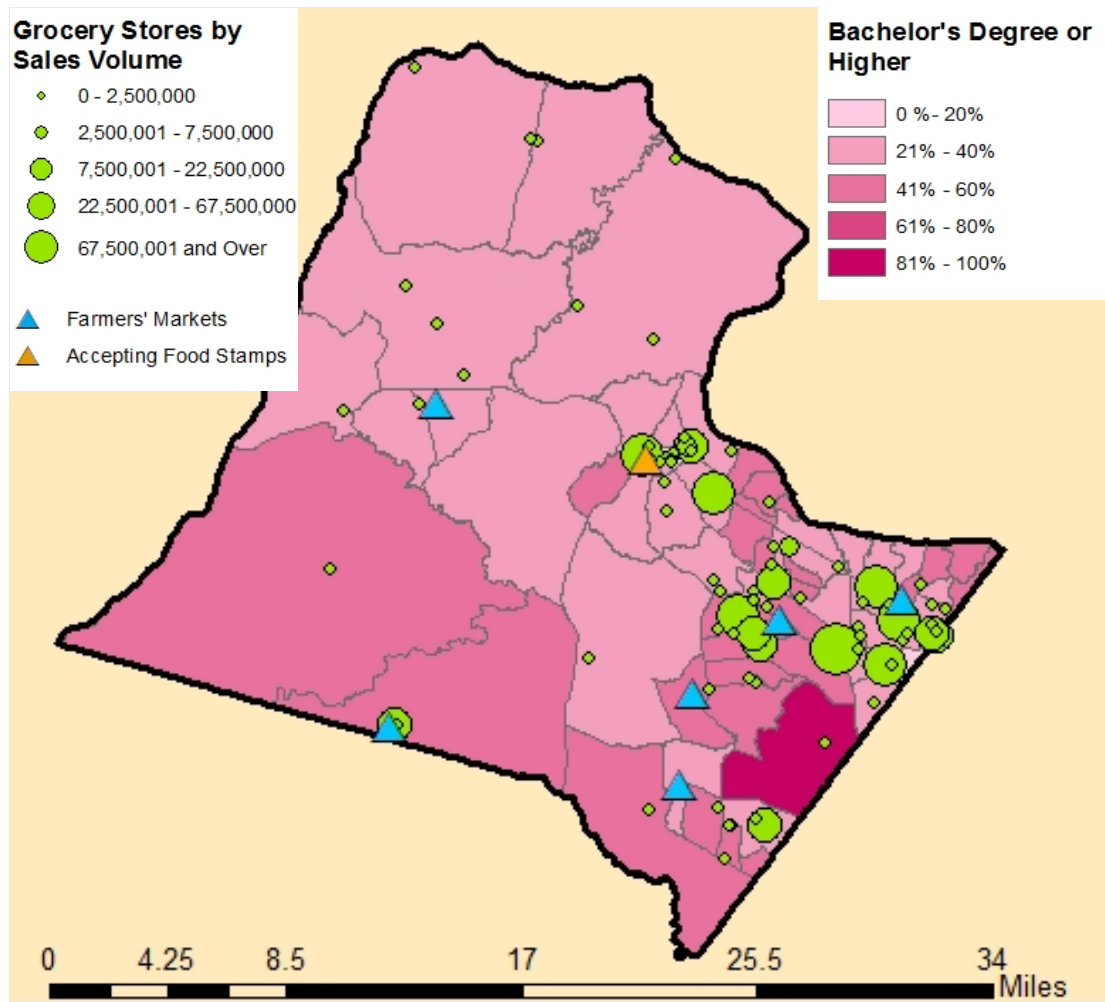 Grocery Stores by
Sales Volume
0 - 2,500,000
2,500,001 - 7,500,000
7,500,001 - 22,500,000
22,500,001 - 67,500,000
67,500,001 and Over
Farmers' Markets
Accepting Food Stamps
Bachelor's Degree or
Higher
0 %- 20%
21% - 40%
41% - 60%
61% - 80%
81% - 100%
0 4.25 8.5 17 25.5 34
Miles